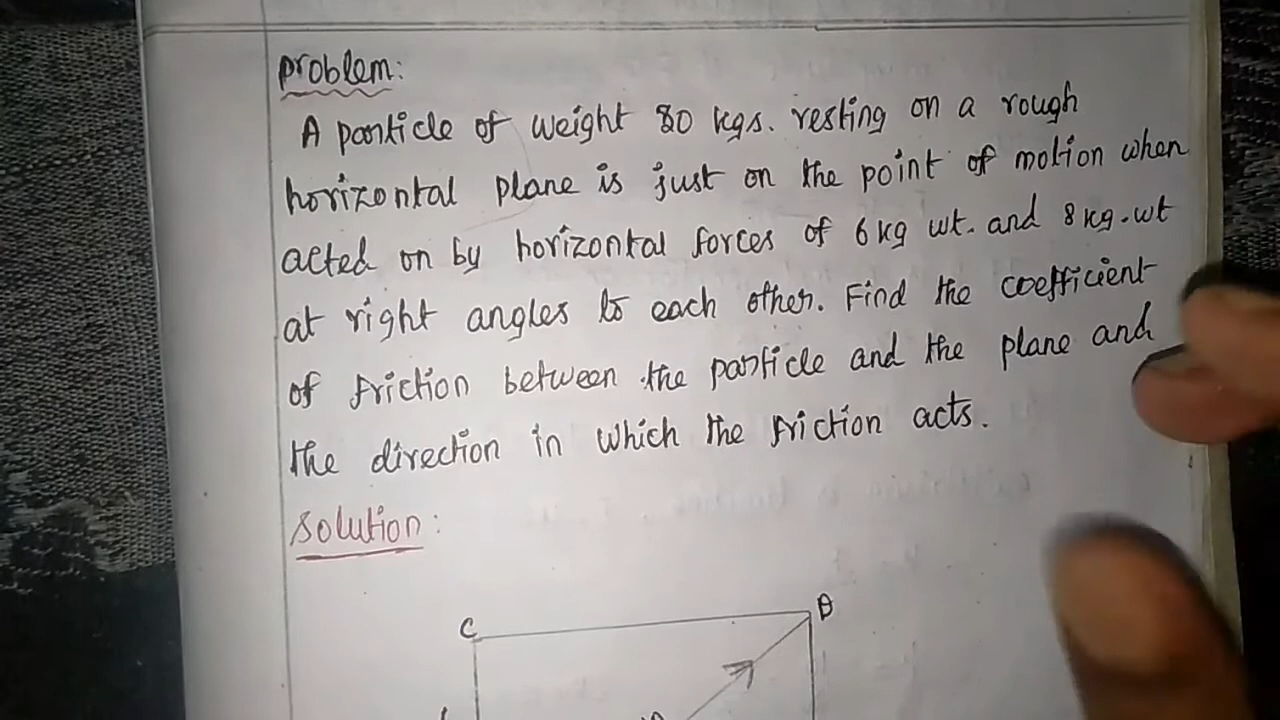 Problem:
A particle of weight 30 kgs. resting on a rough
horizontal plane is just on the point of motion when
acted on by horizontal forces of 6 kg wt. and 8 kg.wt
at right angles to each other. Find the coefficient
of friction between the particle and the plane and
the direction in which the friction acts.
Solution:
C
B